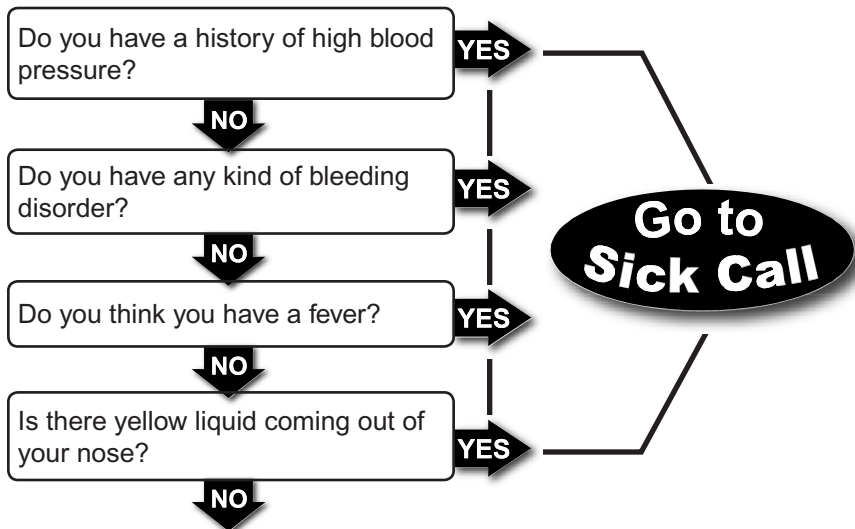 Do you have a history of high blood
pressure?
YES
NO
Do you have any kind of bleeding
disorder?
YES
NO
Do you think you have a fever?
YES
NO
Is there yellow liquid coming out of
your nose?
YES
NO
Go to
Sick Call